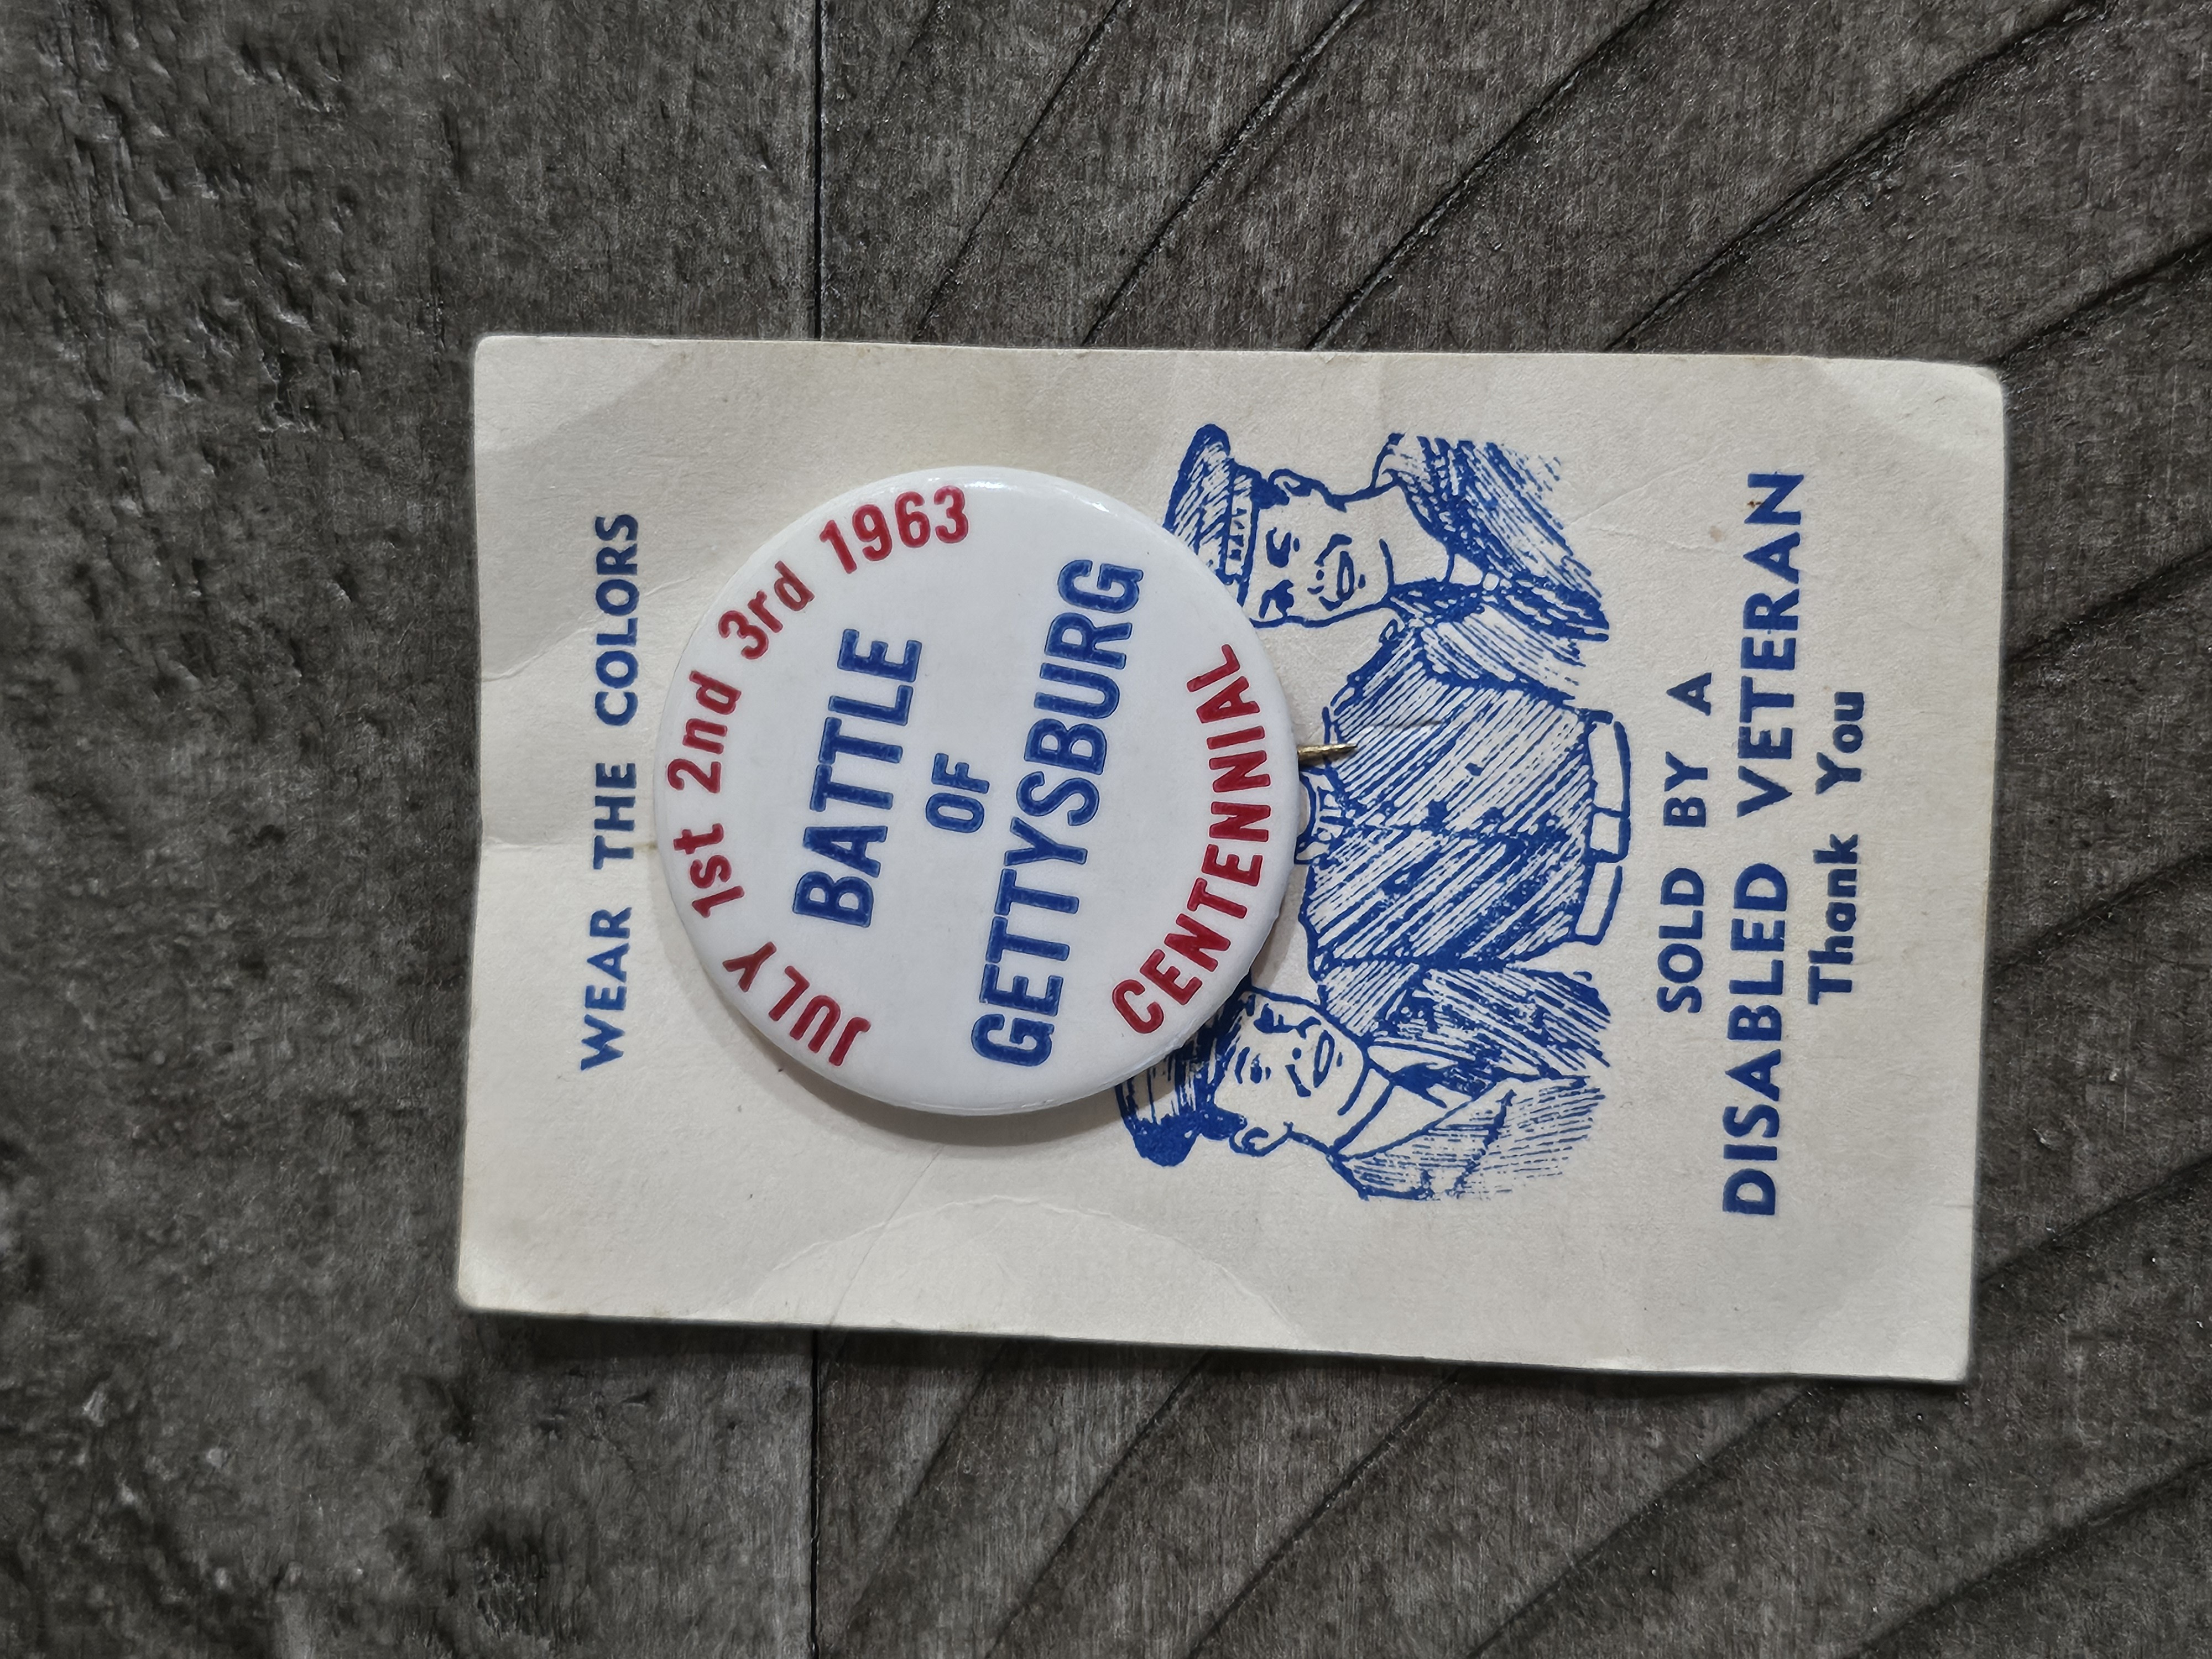 WEAR THE COLORS
JULY 1st 2nd 3rd 1963
BATTLE
OF
GETTYSBURG
CENTENNIAL
SOLD BY A
DISABLED VETERAN
Thank You